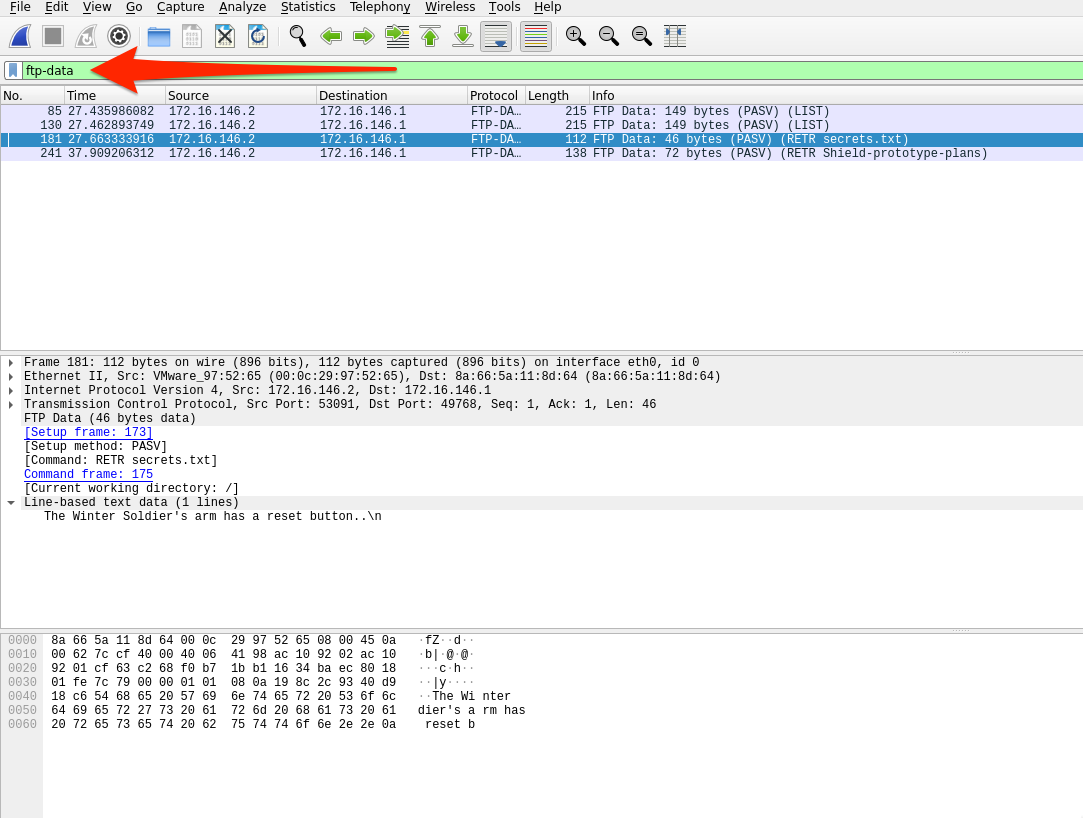 File Edit View Go Capture Analyze Statistics Telephony Wireless Tools Help
ftp-data
No. Time Source Destination Protocol Length Info
85 27.435986082 172.16.146.2 172.16.146.1 FTP-DA… 215 FTP Data: 149 bytes (PASV) (LIST)
130 27.462893749 172.16.146.2 172.16.146.1 FTP-DA… 215 FTP Data: 149 bytes (PASV) (LIST)
181 27.663333916 172.16.146.2 172.16.146.1 FTP-DA… 112 FTP Data: 46 bytes (PASV) (RETR secrets.txt)
241 37.909206312 172.16.146.2 172.16.146.1 FTP-DA… 138 FTP Data: 72 bytes (PASV) (RETR Shield-prototype-plans)
Frame 181: 112 bytes on wire (896 bits), 112 bytes captured (896 bits) on interface eth0, id 0
Ethernet II, Src: VMware_97:52:65 (00:0c:29:97:52:65), Dst: 8a:66:5a:11:8d:64 (8a:66:5a:11:8d:64)
Internet Protocol Version 4, Src: 172.16.146.2, Dst: 172.16.146.1
Transmission Control Protocol, Src Port: 53091, Dst Port: 49768, Seq: 1, Ack: 1, Len: 46
FTP Data (46 bytes data)
[Setup frame: 173]
[Setup method: PASV]
[Command: RETR secrets.txt]
Command frame: 175
[Current working directory: /]
Line-based text data (1 lines)
The Winter Soldier's arm has a reset button..\n
0000 8a 66 5a 11 8d 64 00 0c 29 97 52 65 08 00 45 0a ·fZ··d··
0010 00 62 7c cf 40 00 40 06 41 98 ac 10 92 02 ac 10 ·b|·@·@·
0020 92 01 cf 63 c2 68 f0 b7 1b b1 16 34 ba ec 80 18 ···c·h··
0030 01 fe 7c 79 00 00 01 01 08 0a 19 8c 2c 93 40 d9 ··|y····
0040 18 c6 54 68 65 20 57 69 6e 74 65 72 20 53 6f 6c ··The Wi nter
0050 64 69 65 72 27 73 20 61 72 6d 20 68 61 73 20 61 dier's a rm has
0060 20 72 65 73 65 74 20 62 75 74 74 6f 6e 2e 2e 0a reset b